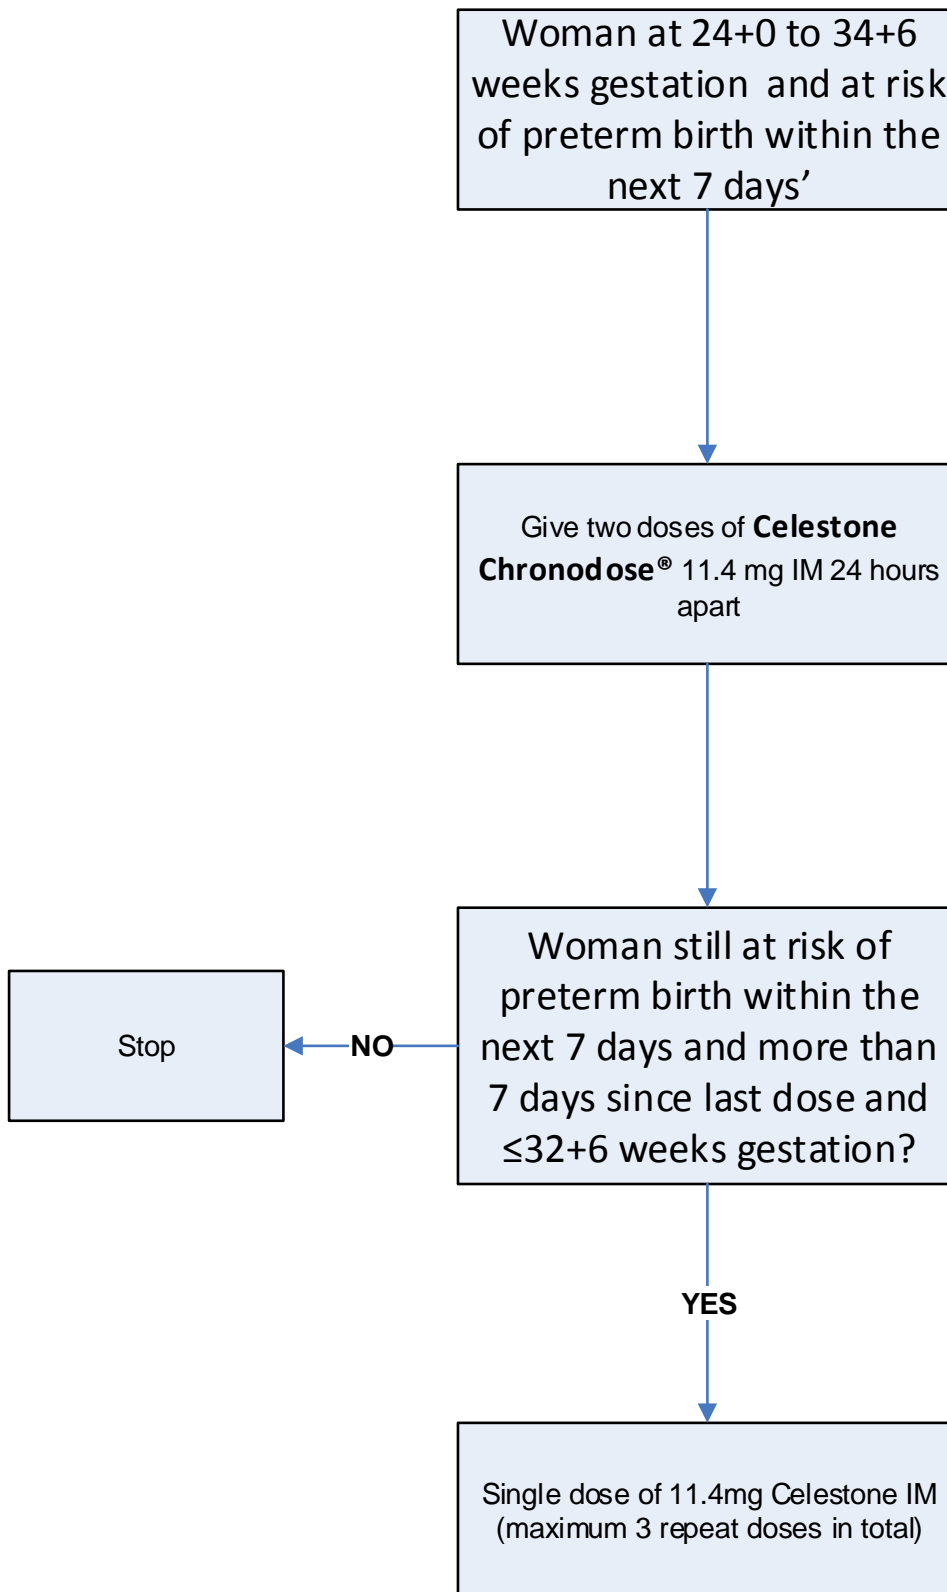 Woman at 24+0 to 34+6
weeks gestation and at risk
of preterm birth within the
next 7 days’
Give two doses of Celestone
Chronodose® 11.4 mg IM 24 hours
apart
Woman still at risk of
preterm birth within the
next 7 days and more than
7 days since last dose and
≤32+6 weeks gestation?
NO
Stop
YES
Single dose of 11.4mg Celestone IM
(maximum 3 repeat doses in total)